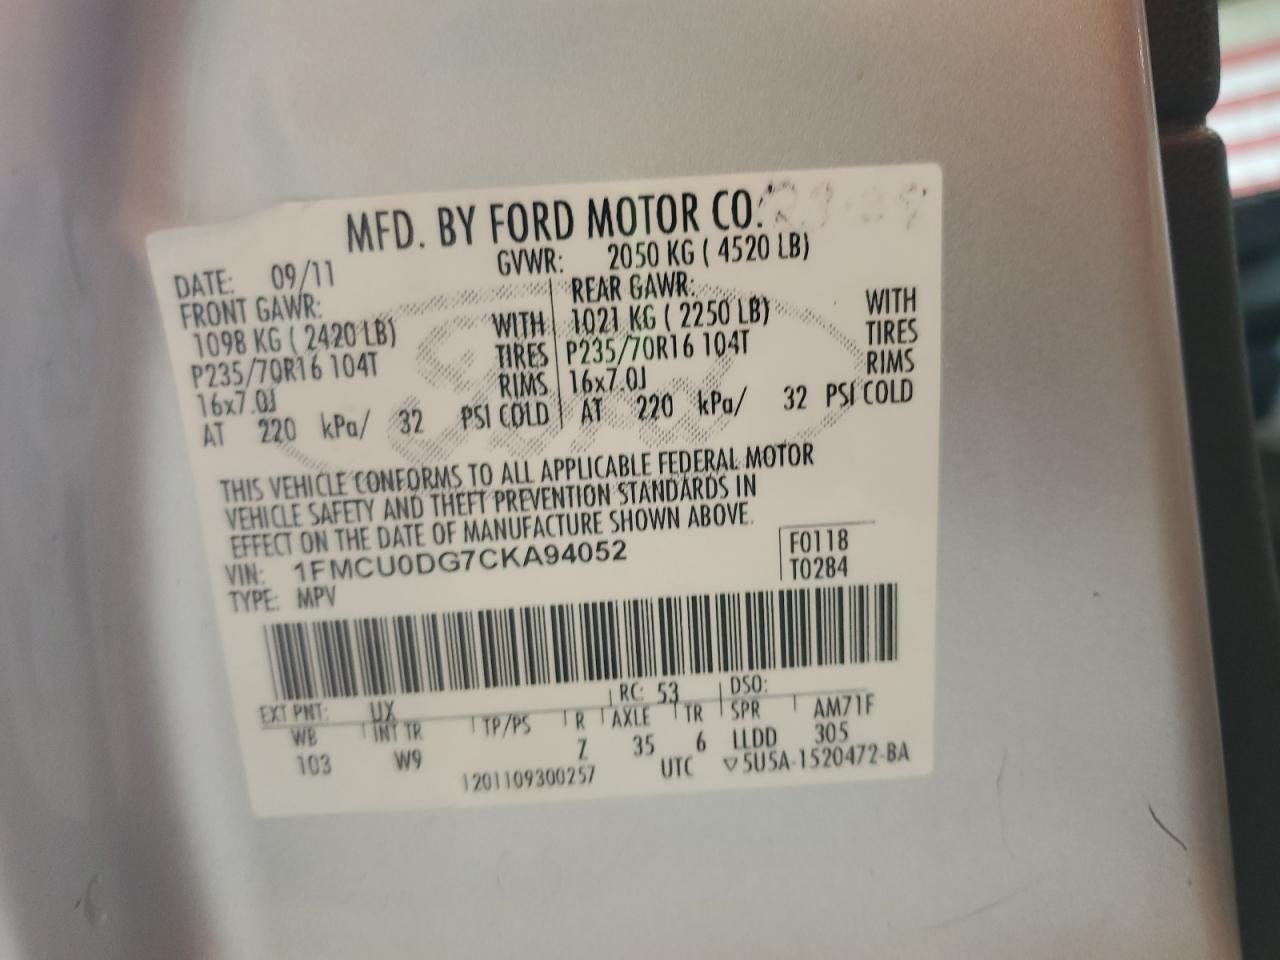 MFD. BY FORD MOTOR CO.
DATE: 09/11 GVWR: 2050 KG ( 4520 LB)
FRONT GAWR: REAR GAWR:
1098 KG ( 2420 LB) WITH 1021 KG ( 2250 LB) WITH
P235/70R16 104T TIRES P235/70R16 104T TIRES
16x7.0J RIMS 16x7.0J RIMS
AT 220 kPa/ 32 PSI COLD AT 220 kPa/ 32 PSI COLD
THIS VEHICLE CONFORMS TO ALL APPLICABLE FEDERAL MOTOR
VEHICLE SAFETY AND THEFT PREVENTION STANDARDS IN
EFFECT ON THE DATE OF MANUFACTURE SHOWN ABOVE.
VIN: 1FMCU0DG7CKA94052 F0118
TYPE: MPV T0284
EXT PNT: UX RC: 53 DSO:
WB INT TR TP/PS R AXLE TR SPR AM71F
103 W9 Z 35 6 LLDD 305
1201109300257 UTC ▽5U5A-1520472-BA